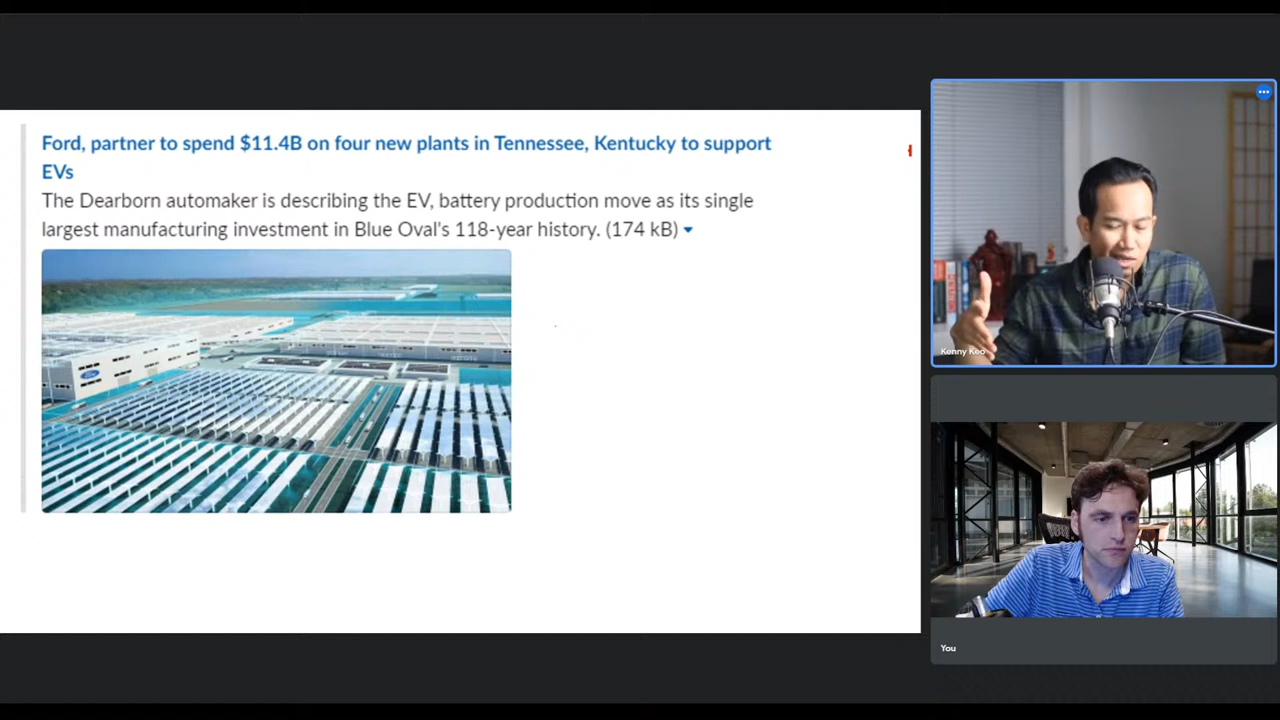 Ford, partner to spend $11.4B on four new plants in Tennessee, Kentucky to support
EVs
The Dearborn automaker is describing the EV, battery production move as its single
largest manufacturing investment in Blue Oval's 118-year history. (174 kB)
Ford
Kenny Keo
You